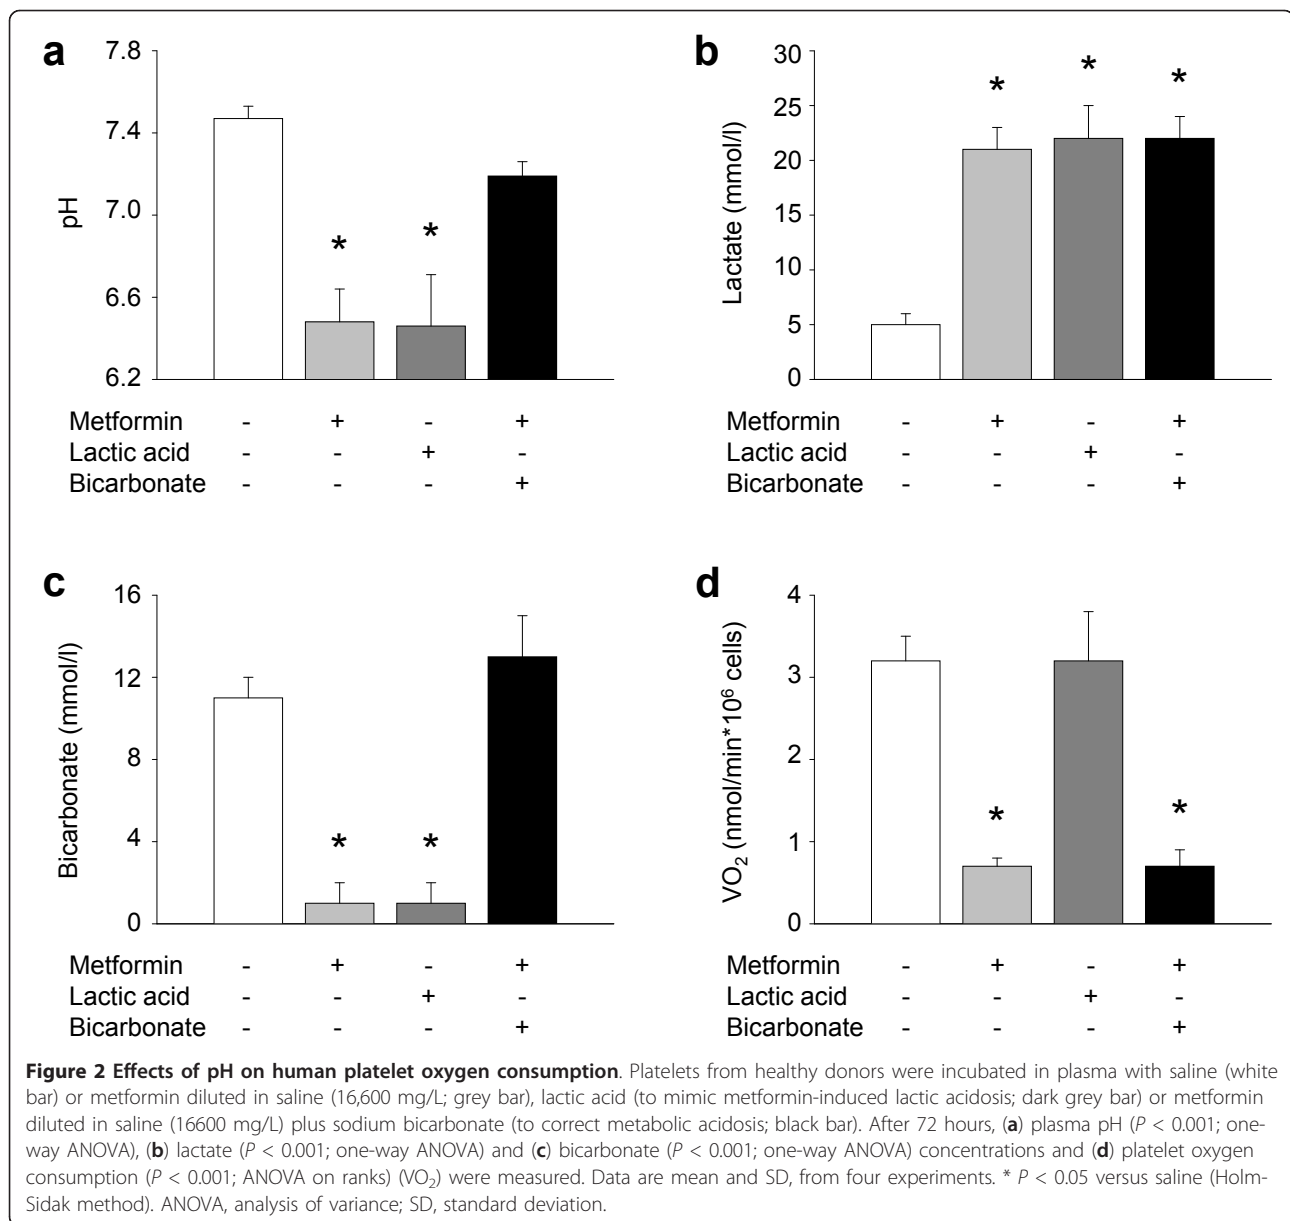 a
7.8
7.4
7.0
6.6
6.2
pH
* *
Metformin - + - +
Lactic acid - - + -
Bicarbonate - - - +
b
30
25
20
15
10
5
0
Lactate (mmol/l)
* * *
Metformin - + - +
Lactic acid - - + -
Bicarbonate - - - +
c
16
12
8
4
0
Bicarbonate (mmol/l)
* *
Metformin - + - +
Lactic acid - - + -
Bicarbonate - - - +
d
4
3
2
1
0
VO₂ (nmol/min*10⁶ cells)
* *
Metformin - + - +
Lactic acid - - + -
Bicarbonate - - - +
Figure 2 Effects of pH on human platelet oxygen consumption. Platelets from healthy donors were incubated in plasma with saline (white
bar) or metformin diluted in saline (16,600 mg/L; grey bar), lactic acid (to mimic metformin-induced lactic acidosis; dark grey bar) or metformin
diluted in saline (16600 mg/L) plus sodium bicarbonate (to correct metabolic acidosis; black bar). After 72 hours, (a) plasma pH (P < 0.001; one-
way ANOVA), (b) lactate (P < 0.001; one-way ANOVA) and (c) bicarbonate (P < 0.001; one-way ANOVA) concentrations and (d) platelet oxygen
consumption (P < 0.001; ANOVA on ranks) (VO₂) were measured. Data are mean and SD, from four experiments. * P < 0.05 versus saline (Holm-
Sidak method). ANOVA, analysis of variance; SD, standard deviation.